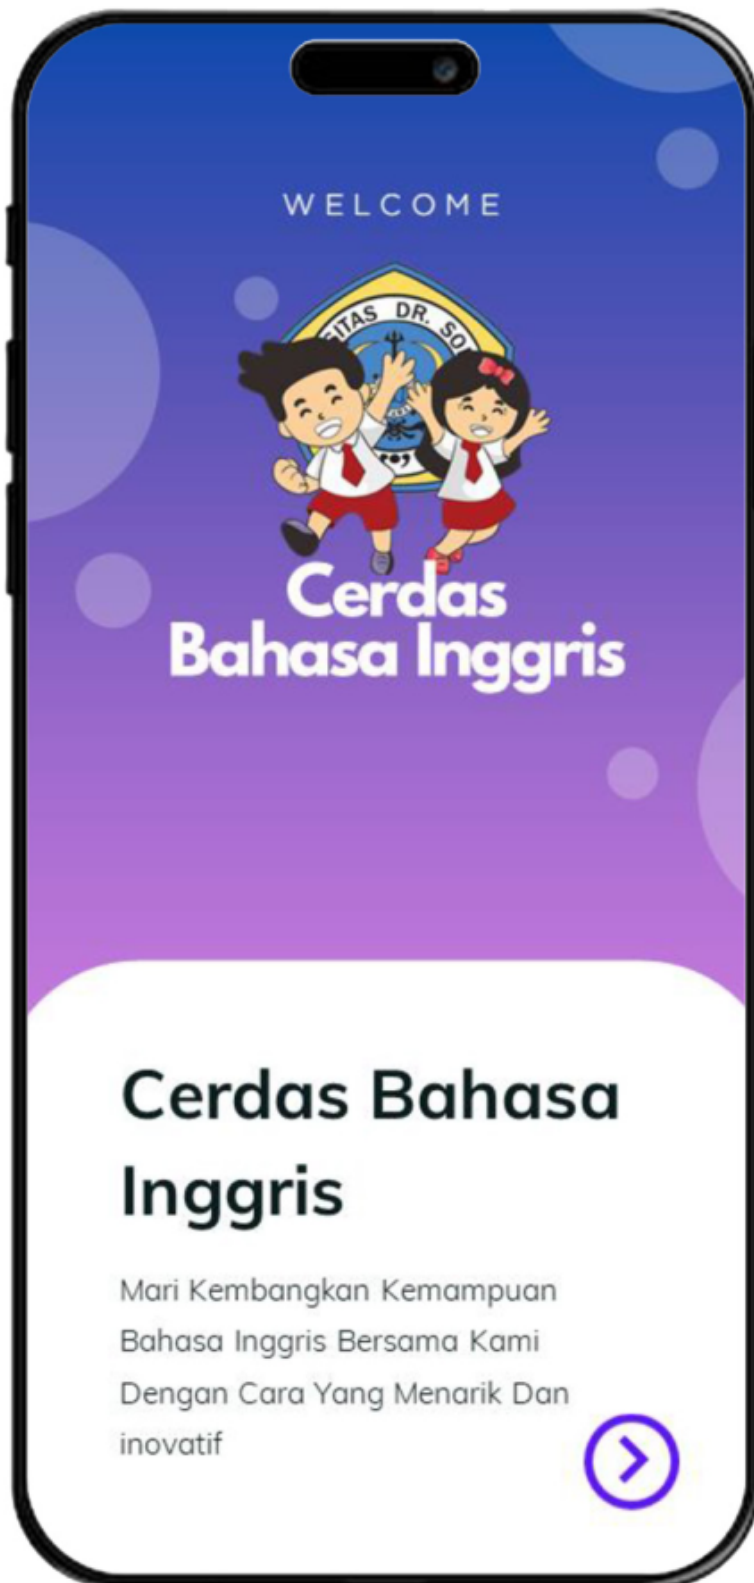 WELCOME
DR.
Cerdas
Bahasa Inggris
Cerdas Bahasa
Inggris
Mari Kembangkan Kemampuan
Bahasa Inggris Bersama Kami
Dengan Cara Yang Menarik Dan
inovatif